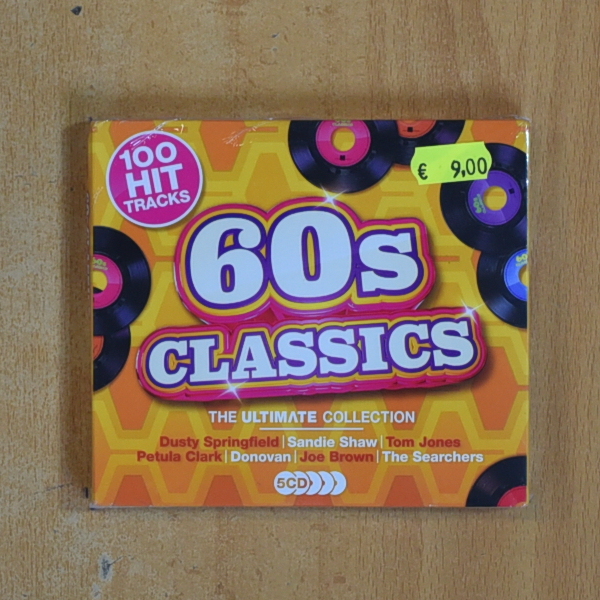 100
HIT
TRACKS
€ 9,00
60s
CLASSICS
THE ULTIMATE COLLECTION
Dusty Springfield | Sandie Shaw | Tom Jones
Petula Clark | Donovan | Joe Brown | The Searchers
5CD